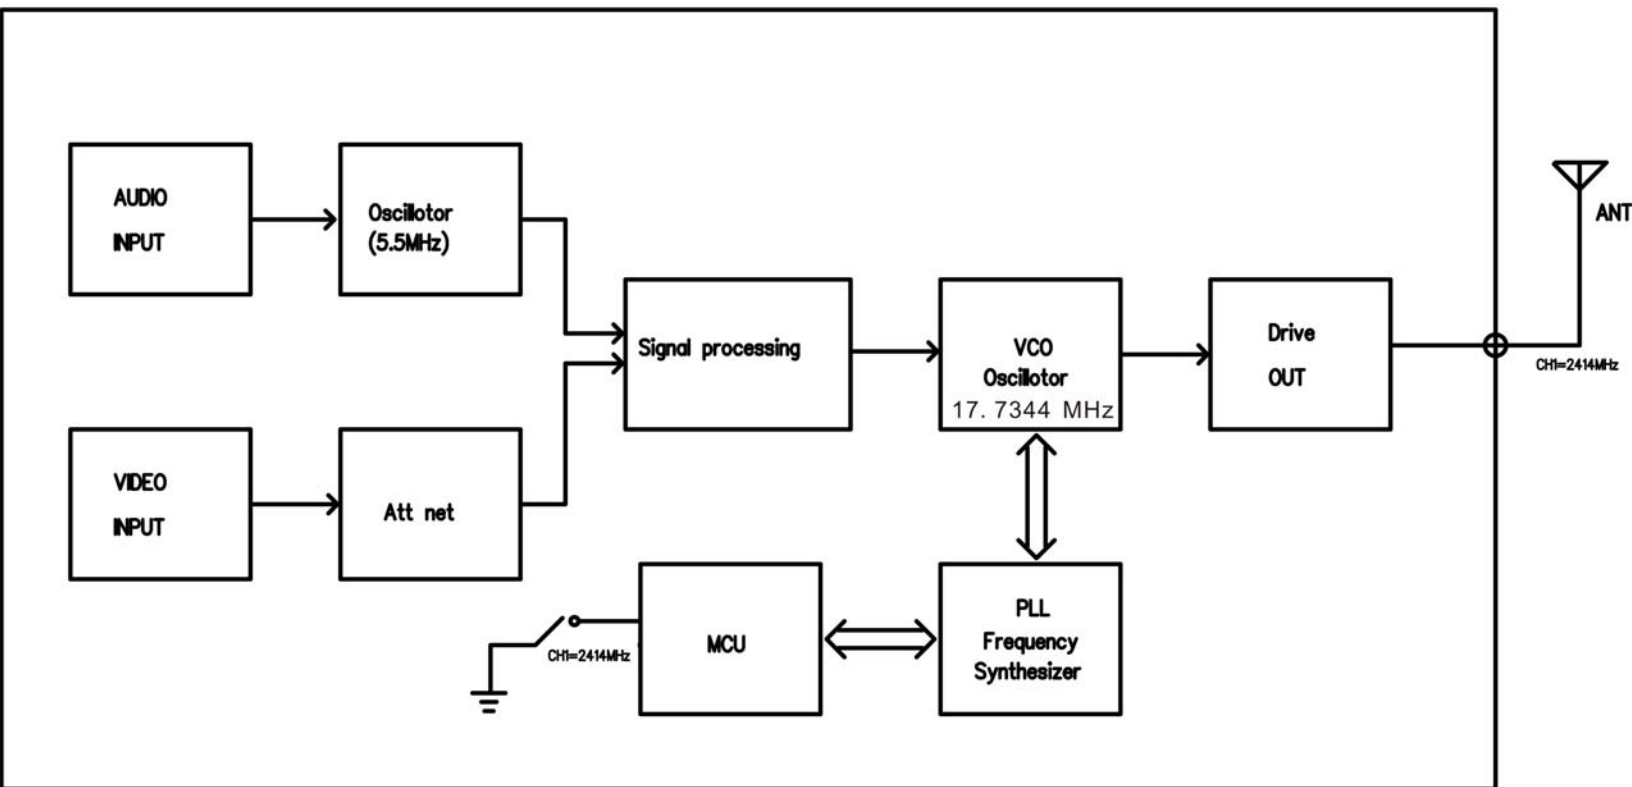 AUDIO
INPUT
Oscillotor
(5.5MHz)
ANT
Signal processing
VCO
Oscillotor
17.7344 MHz
Drive
OUT
CH1=2414MHz
VIDEO
INPUT
Att net
CH1=2414MHz
MCU
PLL
Frequency
Synthesizer